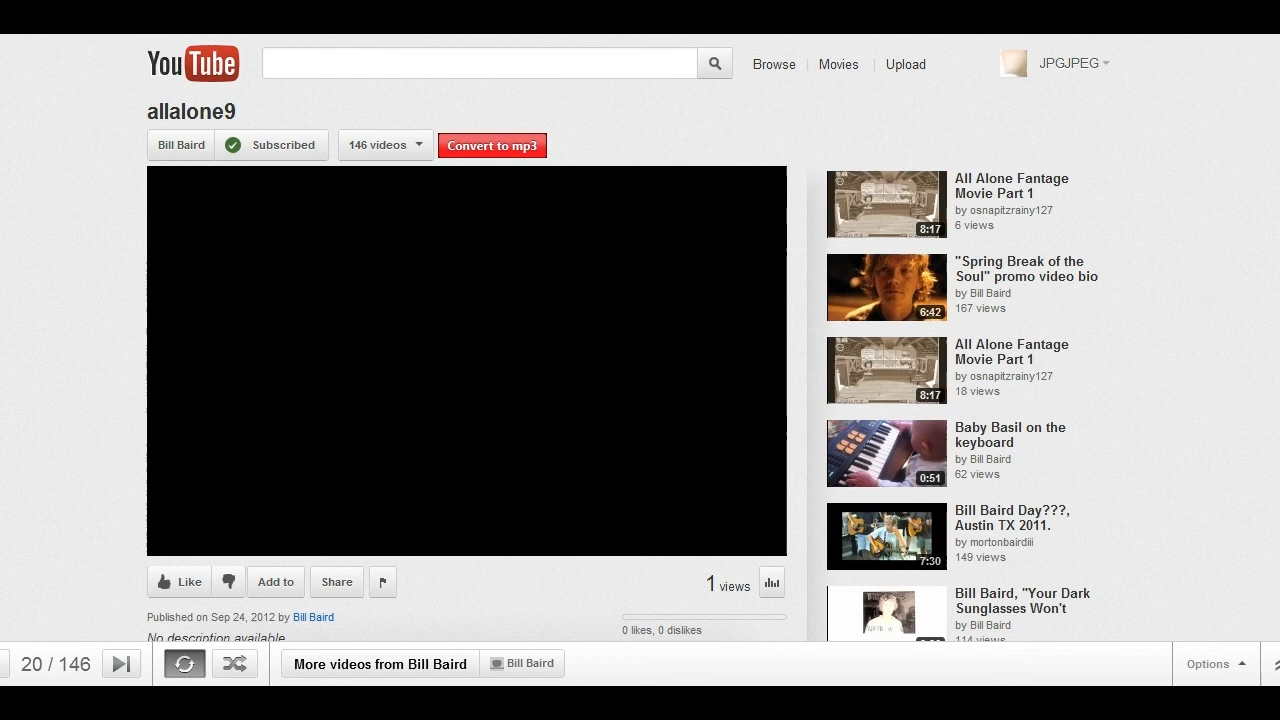 YouTube
Browse
Movies
Upload
JPGJPEG
allalone9
Bill Baird
Subscribed
146 videos
Convert to mp3
All Alone Fantage
Movie Part 1
by osnapitzrainy127
6 views
8:17
"Spring Break of the
Soul" promo video bio
by Bill Baird
167 views
6:42
All Alone Fantage
Movie Part 1
by osnapitzrainy127
18 views
8:17
Baby Basil on the
keyboard
by Bill Baird
62 views
0:51
Bill Baird Day???,
Austin TX 2011.
by mortonbairdiii
149 views
7:30
Bill Baird, "Your Dark
Sunglasses Won't
by Bill Baird
114 views
Like
Add to
Share
1 views
Published on Sep 24, 2012 by Bill Baird
0 likes, 0 dislikes
No description available
20 / 146
More videos from Bill Baird
Bill Baird
Options